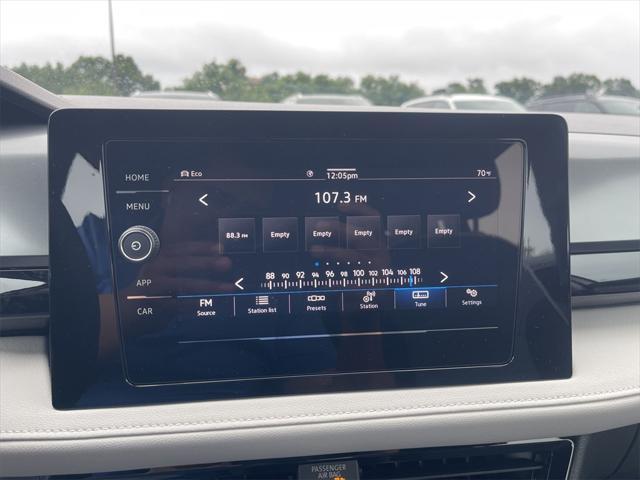 HOME
MENU
APP
CAR
Eco 12:05pm 70°F
107.3 FM
88.3 FM Empty Empty Empty Empty Empty
88 90 92 94 96 98 100 102 104 106 108
FM Source
Station list
Presets
Station
Tune
Settings
PASSENGER
AIR BAG